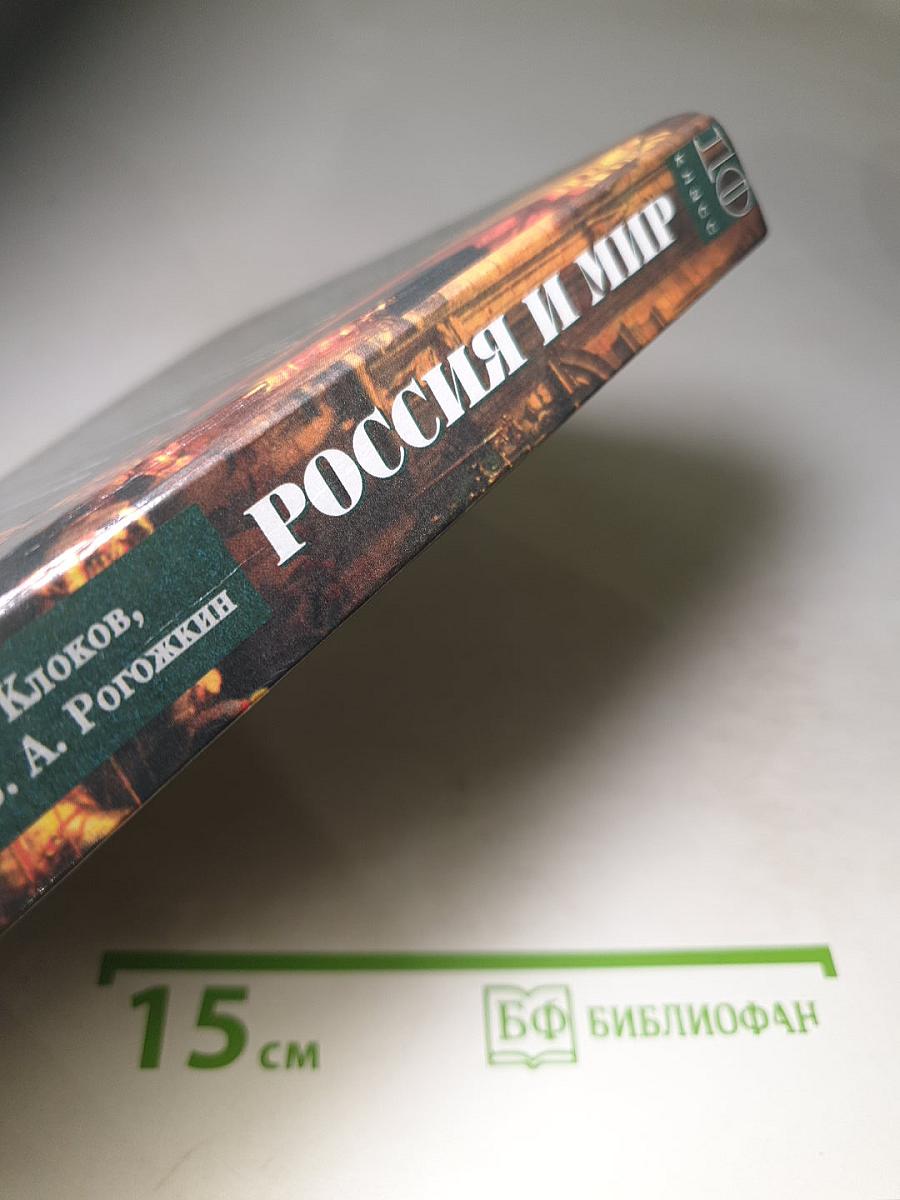 РОССИЯ И МИР
Клоков,
А. Рогожкин
15 см
БФ БИБЛИОФАН